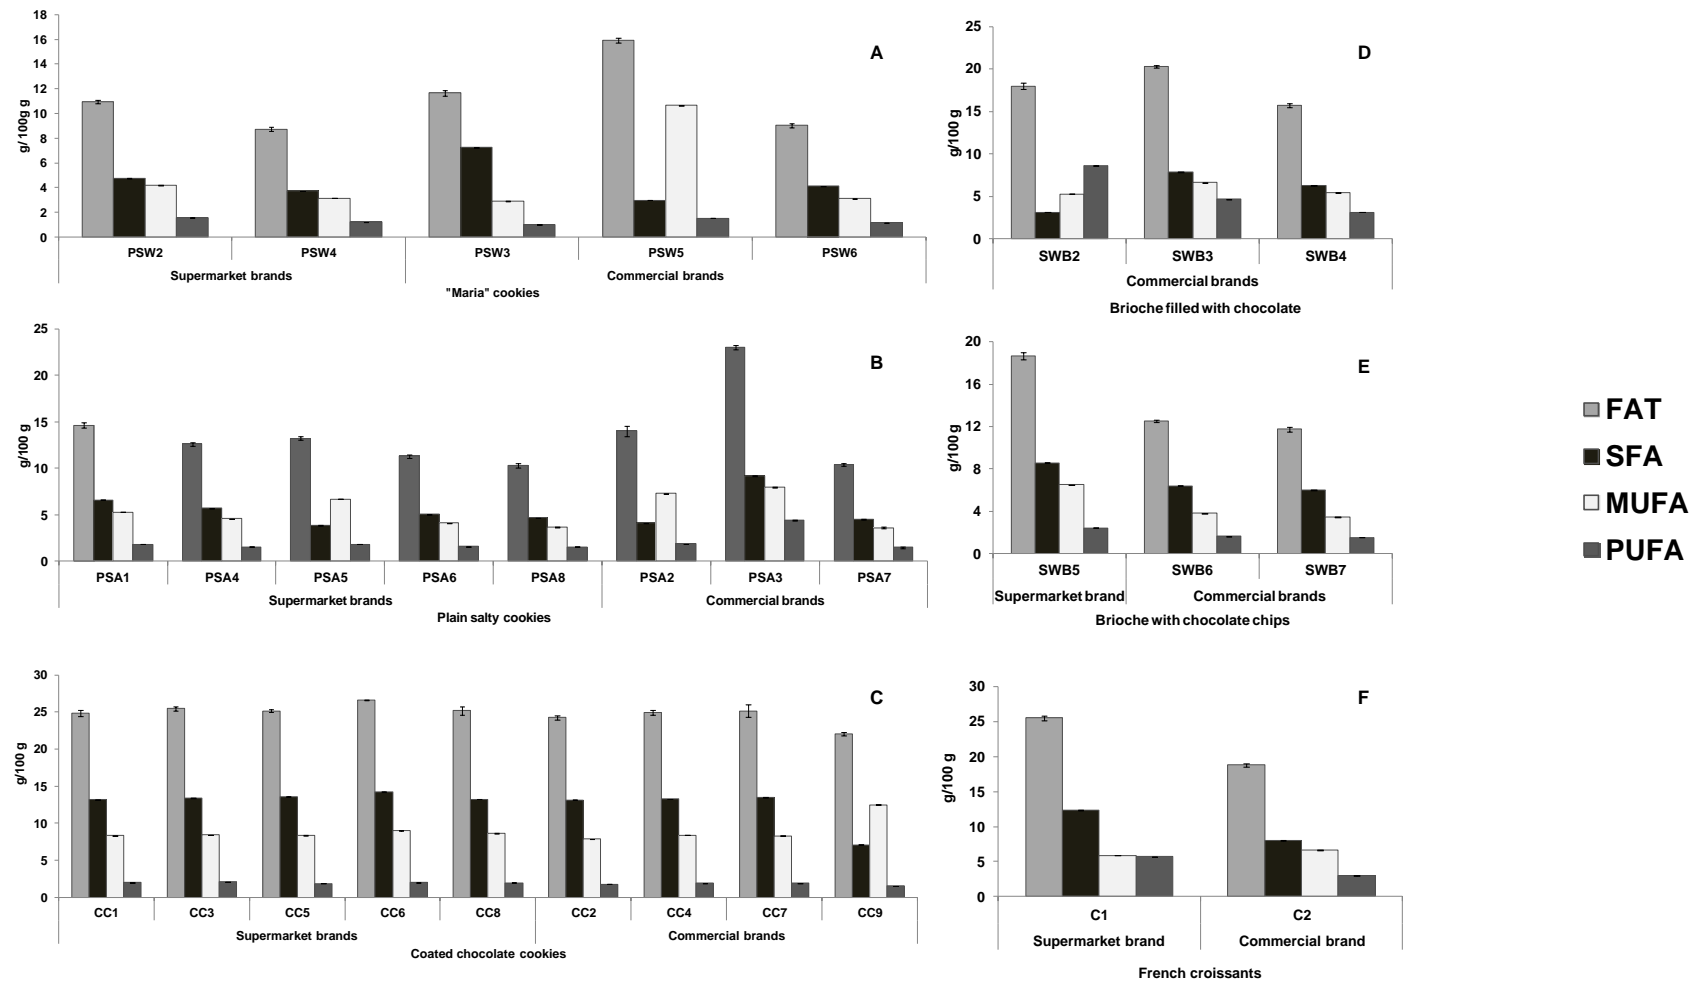 A
g/ 100g g
18
16
14
12
10
8
6
4
2
0
PSW2 PSW4 PSW3 PSW5 PSW6
Supermarket brands Commercial brands
"Maria" cookies
B
g/100 g
25
20
15
10
5
0
PSA1 PSA4 PSA5 PSA6 PSA8 PSA2 PSA3 PSA7
Supermarket brands Commercial brands
Plain salty cookies
C
g/100 g
30
25
20
15
10
5
0
CC1 CC3 CC5 CC6 CC8 CC2 CC4 CC7 CC9
Supermarket brands Commercial brands
Coated chocolate cookies
D
g/100 g
25
20
15
10
5
0
SWB2 SWB3 SWB4
Commercial brands
Brioche filled with chocolate
E
g/100 g
20
16
12
8
4
0
SWB5 SWB6 SWB7
Supermarket brand Commercial brands
Brioche with chocolate chips
F
g/100 g
30
25
20
15
10
5
0
C1 C2
Supermarket brand Commercial brand
French croissants
FAT
SFA
MUFA
PUFA